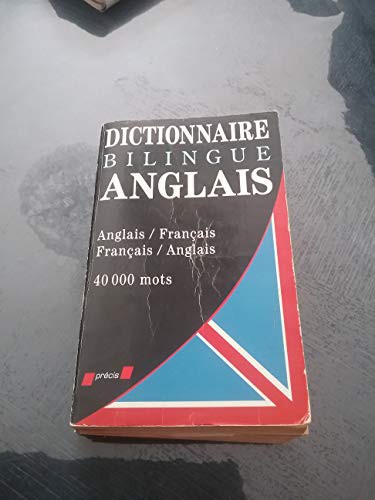 DICTIONNAIRE
BILINGUE
ANGLAIS
Anglais / Français
Français / Anglais
40 000 mots
précis